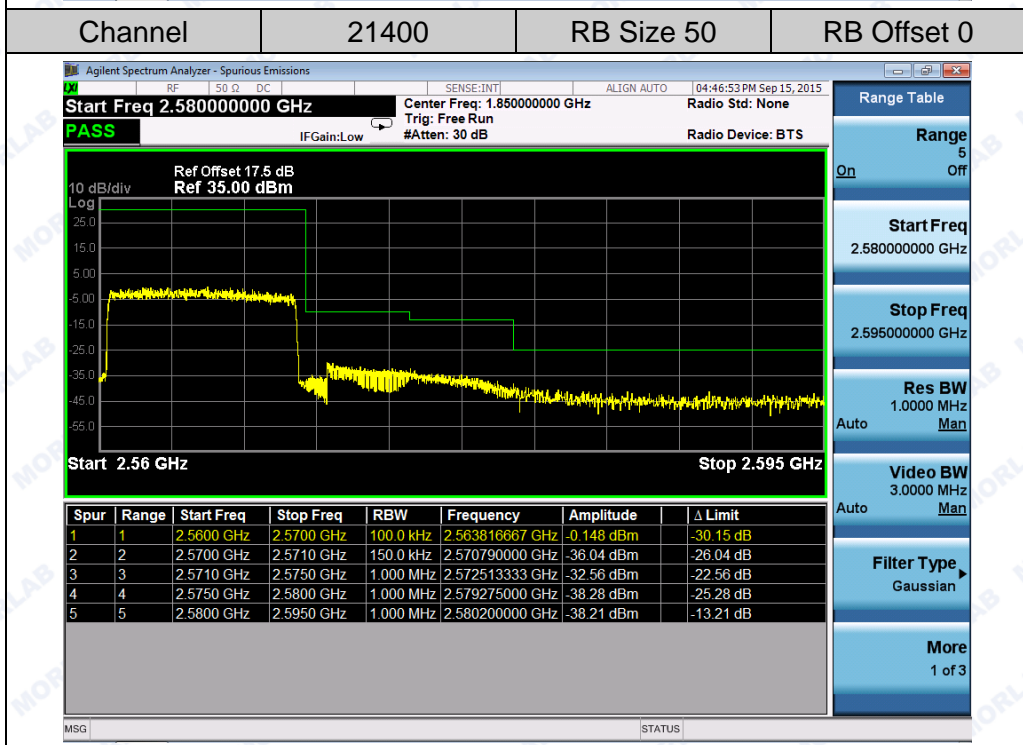 Channel 21400 RB Size 50 RB Offset 0
Agilent Spectrum Analyzer - Spurious Emissions
LXI RF 50 Ω DC SENSE:INT ALIGN AUTO 04:46:53 PM Sep 15, 2015
Start Freq 2.580000000 GHz
Center Freq: 1.850000000 GHz Radio Std: None
Trig: Free Run
PASS IFGain:Low #Atten: 30 dB Radio Device: BTS
Ref Offset 17.5 dB
10 dB/div Ref 35.00 dBm
Log
25.0
15.0
5.00
-5.00
-15.0
-25.0
-35.0
-45.0
-55.0
Start 2.56 GHz Stop 2.595 GHz
Spur Range Start Freq Stop Freq RBW Frequency Amplitude Δ Limit
1 1 2.5600 GHz 2.5700 GHz 100.0 kHz 2.563816667 GHz -0.148 dBm -30.15 dB
2 2 2.5700 GHz 2.5710 GHz 150.0 kHz 2.570790000 GHz -36.04 dBm -26.04 dB
3 3 2.5710 GHz 2.5750 GHz 1.000 MHz 2.572513333 GHz -32.56 dBm -22.56 dB
4 4 2.5750 GHz 2.5800 GHz 1.000 MHz 2.579275000 GHz -38.28 dBm -25.28 dB
5 5 2.5800 GHz 2.5950 GHz 1.000 MHz 2.580200000 GHz -38.21 dBm -13.21 dB
MSG STATUS
Range Table
Range
5
On Off
Start Freq
2.580000000 GHz
Stop Freq
2.595000000 GHz
Res BW
1.0000 MHz
Auto Man
Video BW
3.0000 MHz
Auto Man
Filter Type
Gaussian
More
1 of 3